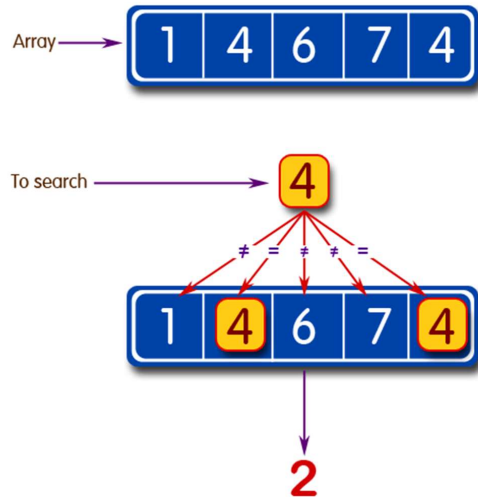 Array 1 4 6 7 4
To search 4
≠ = ≠ ≠ =
1 4 6 7 4
2